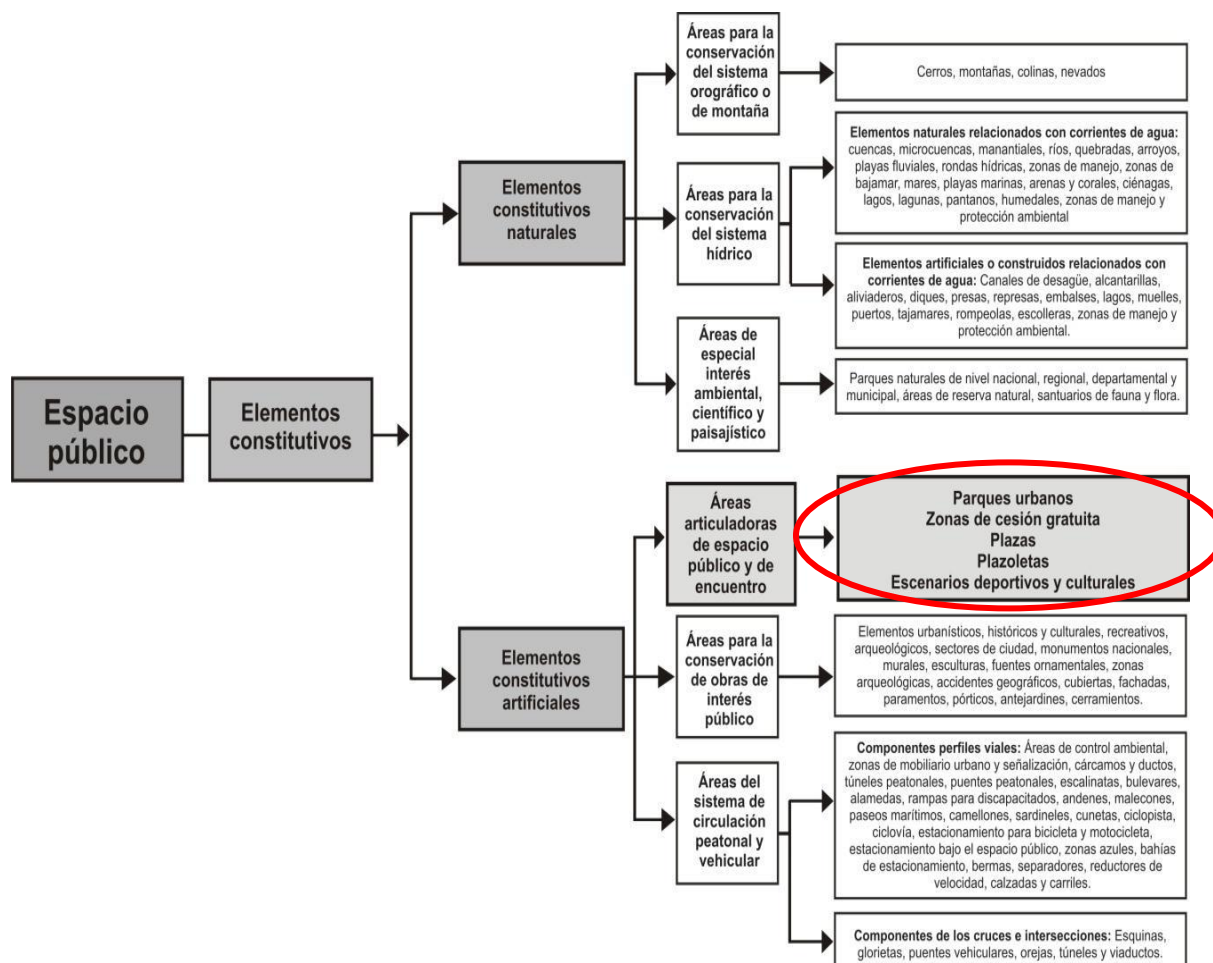 Espacio
público
Elementos
constitutivos
Elementos
constitutivos
naturales
Áreas para la
conservación
del sistema
orográfico o
de montaña
Cerros, montañas, colinas, nevados
Áreas para la
conservación
del sistema
hídrico
Elementos naturales relacionados con corrientes de agua:
cuencas, microcuencas, manantiales, ríos, quebradas, arroyos,
playas fluviales, rondas hídricas, zonas de manejo, zonas de
bajamar, mares, playas marinas, arenas y corales, ciénagas,
lagos, lagunas, pantanos, humedales, zonas de manejo y
protección ambiental
Elementos artificiales o construidos relacionados con
corrientes de agua: Canales de desagüe, alcantarillas,
aliviaderos, diques, presas, represas, embalses, lagos, muelles,
puertos, tajamares, rompeolas, escolleras, zonas de manejo y
protección ambiental.
Áreas de
especial
interés
ambiental,
científico y
paisajístico
Parques naturales de nivel nacional, regional, departamental y
municipal, áreas de reserva natural, santuarios de fauna y flora.
Elementos
constitutivos
artificiales
Áreas
articuladoras
de espacio
público y de
encuentro
Parques urbanos
Zonas de cesión gratuita
Plazas
Plazoletas
Escenarios deportivos y culturales
Áreas para la
conservación
de obras de
interés
público
Elementos urbanísticos, históricos y culturales, recreativos,
arqueológicos, sectores de ciudad, monumentos nacionales,
murales, esculturas, fuentes ornamentales, zonas
arqueológicas, accidentes geográficos, cubiertas, fachadas,
paramentos, pórticos, antejardines, cerramientos.
Áreas del
sistema de
circulación
peatonal y
vehicular
Componentes perfiles viales: Áreas de control ambiental,
zonas de mobiliario urbano y señalización, cárcamos y ductos,
túneles peatonales, puentes peatonales, escalinatas, bulevares,
alamedas, rampas para discapacitados, andenes, malecones,
paseos marítimos, camellones, sardineles, cunetas, ciclopista,
ciclovía, estacionamiento para bicicleta y motocicleta,
estacionamiento bajo el espacio público, zonas azules, bahías
de estacionamiento, bermas, separadores, reductores de
velocidad, calzadas y carriles.
Componentes de los cruces e intersecciones: Esquinas,
glorietas, puentes vehiculares, orejas, túneles y viaductos.